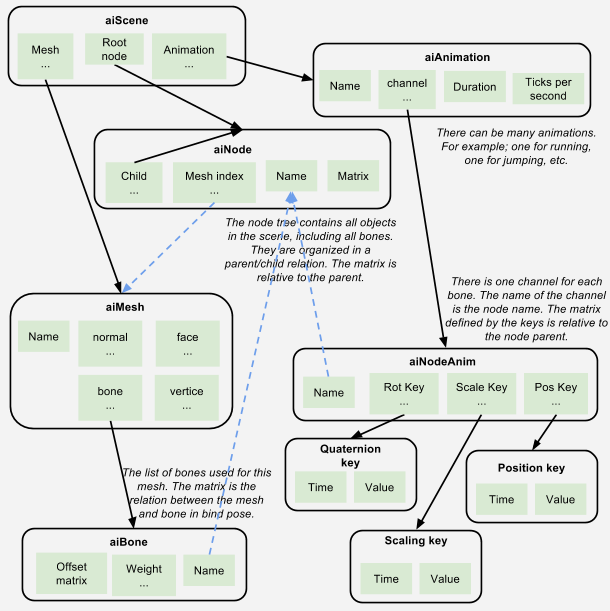 aiScene
Mesh
...
Root
node
Animation
...
aiAnimation
Name
channel
...
Duration
Ticks per
second
There can be many animations.
For example; one for running,
one for jumping, etc.
aiNode
Child
...
Mesh index
...
Name
Matrix
The node tree contains all objects
in the scene, including all bones.
They are organized in a
parent/child relation. The matrix is
relative to the parent.
There is one channel for each
bone. The name of the channel
is the node name. The matrix
defined by the keys is relative to
the node parent.
aiMesh
Name
normal
...
face
...
bone
...
vertice
...
aiNodeAnim
Name
Rot Key
...
Scale Key
...
Pos Key
...
Quaternion
key
Time
Value
Position key
Time
Value
The list of bones used for this
mesh. The matrix is the
relation between the mesh
and bone in bind pose.
aiBone
Offset
matrix
Weight
...
Name
Scaling key
Time
Value